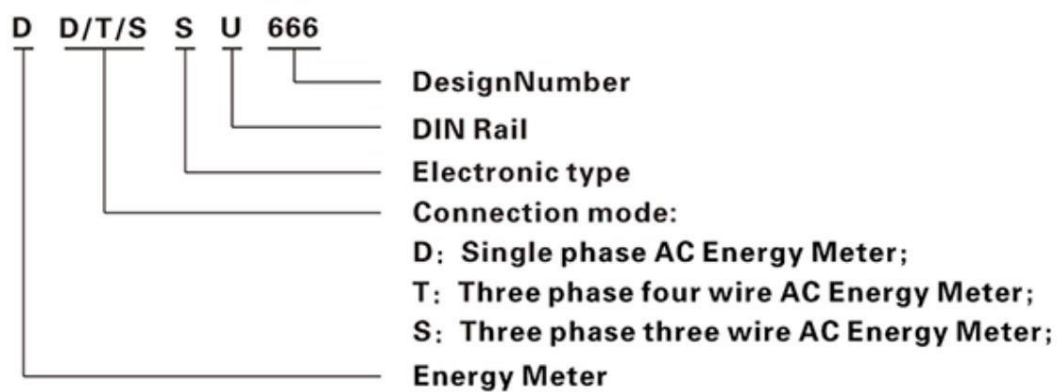 D D/T/S S U 666
DesignNumber
DIN Rail
Electronic type
Connection mode:
D: Single phase AC Energy Meter;
T: Three phase four wire AC Energy Meter;
S: Three phase three wire AC Energy Meter;
Energy Meter